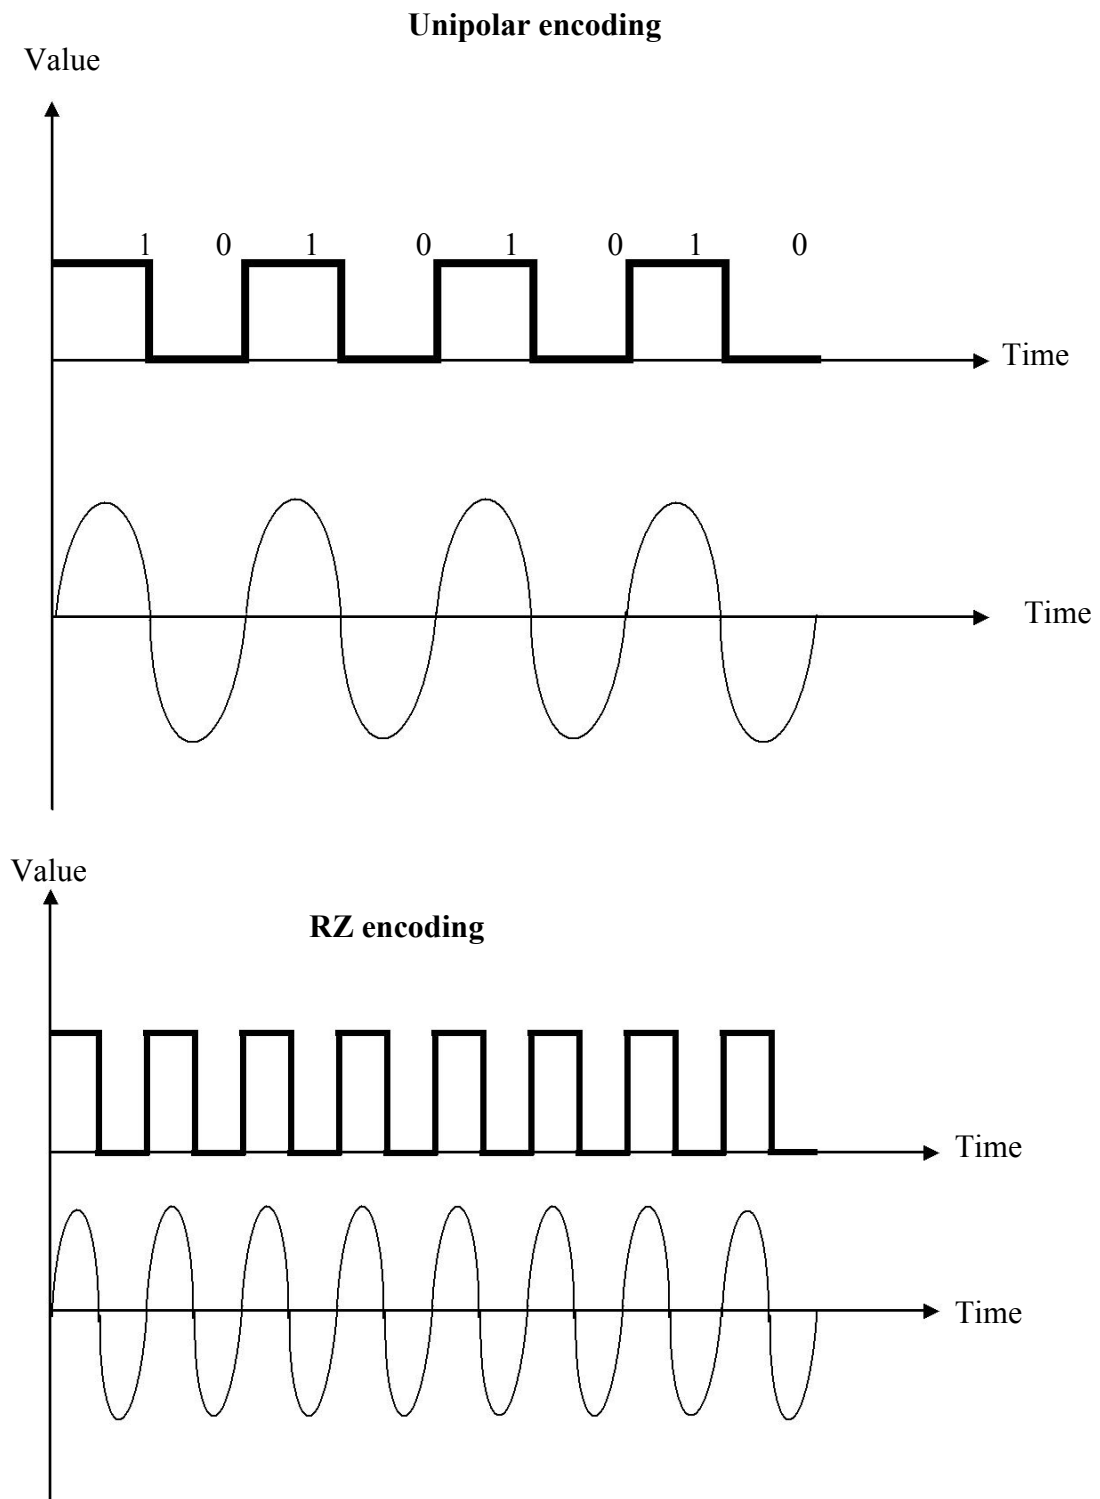 Unipolar encoding
Value
1 0 1 0 1 0 1 0
Time
Time
Value
RZ encoding
Time
Time